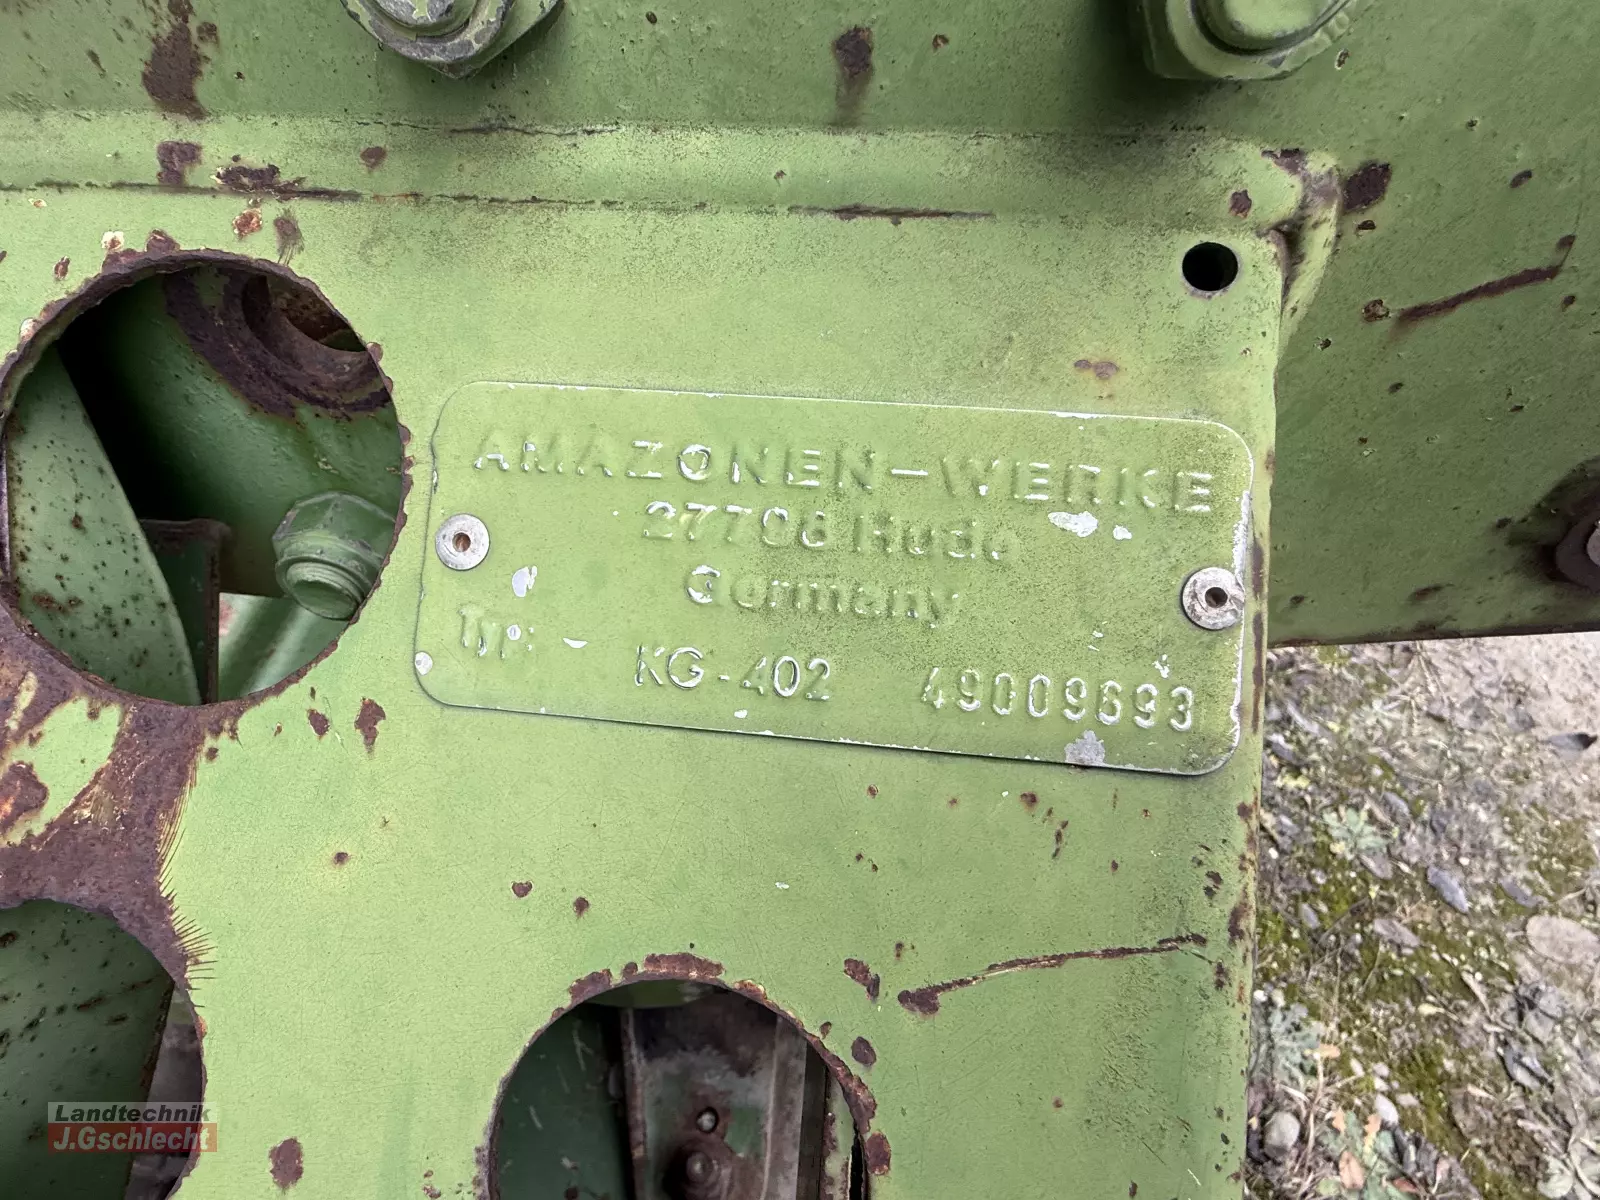 AMAZONEN-WERKE
27798 Hude
Germany
Typ: KG-402 49009693
Landtechnik
J.Gschlecht